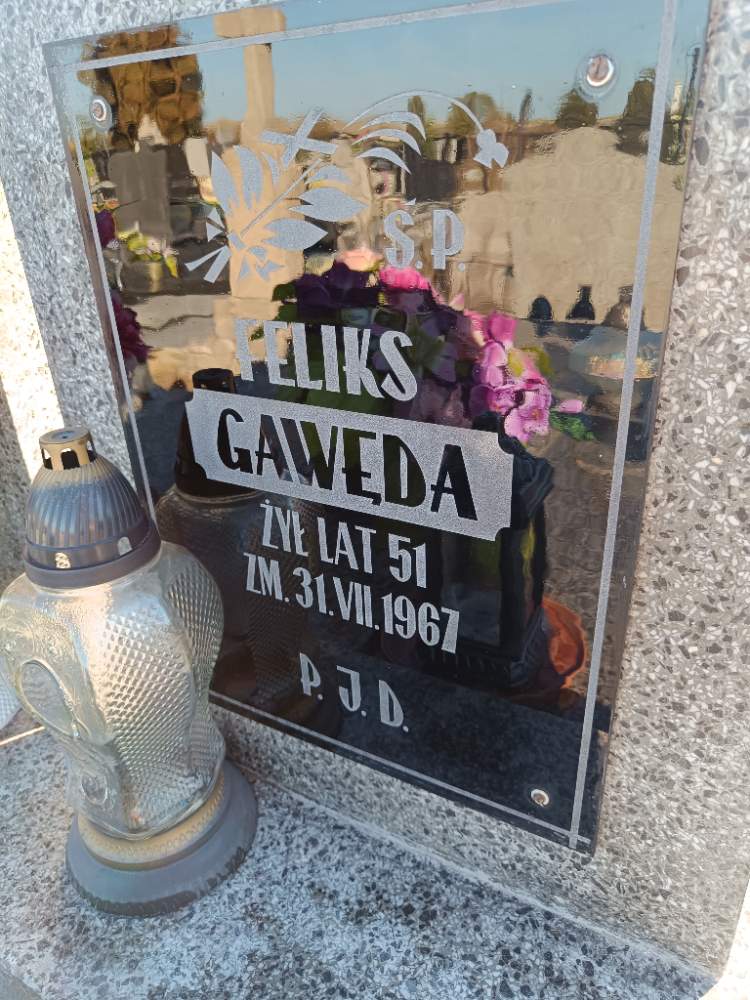 Ś.P.
FELIKS
GAWĘDA
ŻYŁ LAT 51
ZM. 31.VII.1967
P. J. D.